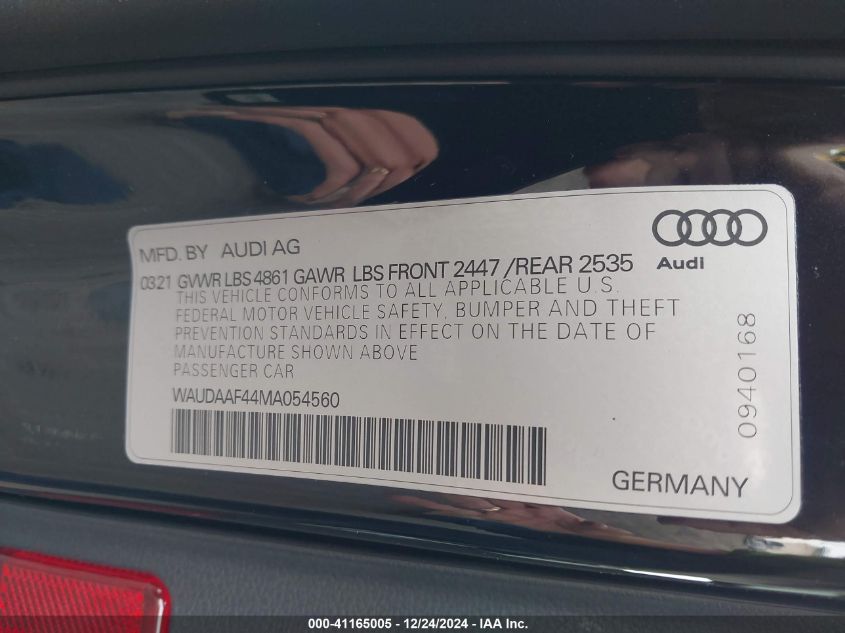 MFD. BY AUDI AG
0321 GVWR LBS 4861 GAWR LBS FRONT 2447 /REAR 2535
THIS VEHICLE CONFORMS TO ALL APPLICABLE U.S.
FEDERAL MOTOR VEHICLE SAFETY, BUMPER AND THEFT
PREVENTION STANDARDS IN EFFECT ON THE DATE OF
MANUFACTURE SHOWN ABOVE
PASSENGER CAR
WAUDAAF44MA054560
Audi
0940168
GERMANY
000-41165005 - 12/24/2024 - IAA Inc.